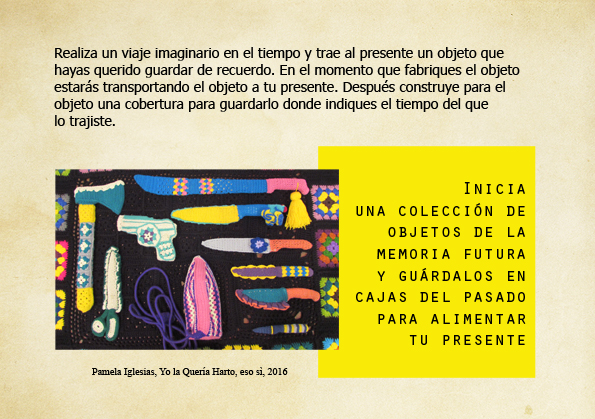 Realiza un viaje imaginario en el tiempo y trae al presente un objeto que
hayas querido guardar de recuerdo. En el momento que fabriques el objeto
estarás transportando el objeto a tu presente. Después construye para el
objeto una cobertura para guardarlo donde indiques el tiempo del que
lo trajiste.
Inicia
una colección de
objetos de la
memoria futura
y guárdalos en
cajas del pasado
para alimentar
tu presente
Pamela Iglesias, Yo la Quería Harto, eso sì, 2016